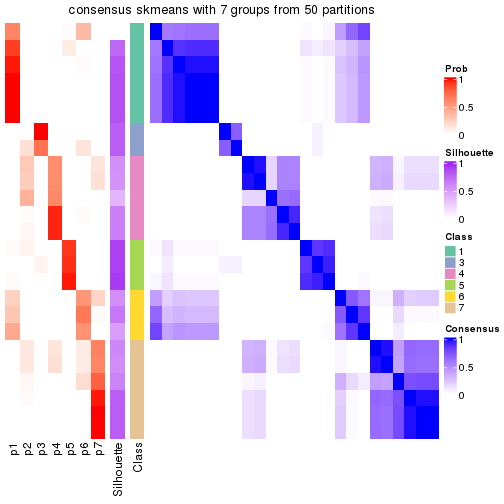 consensus skmeans with 7 groups from 50 partitions
Prob
1
0.5
0
Silhouette
1
0.5
0
Class
1
3
4
5
6
7
Consensus
1
0.5
0
p1
p2
p3
p4
p5
p6
p7
Silhouette
Class